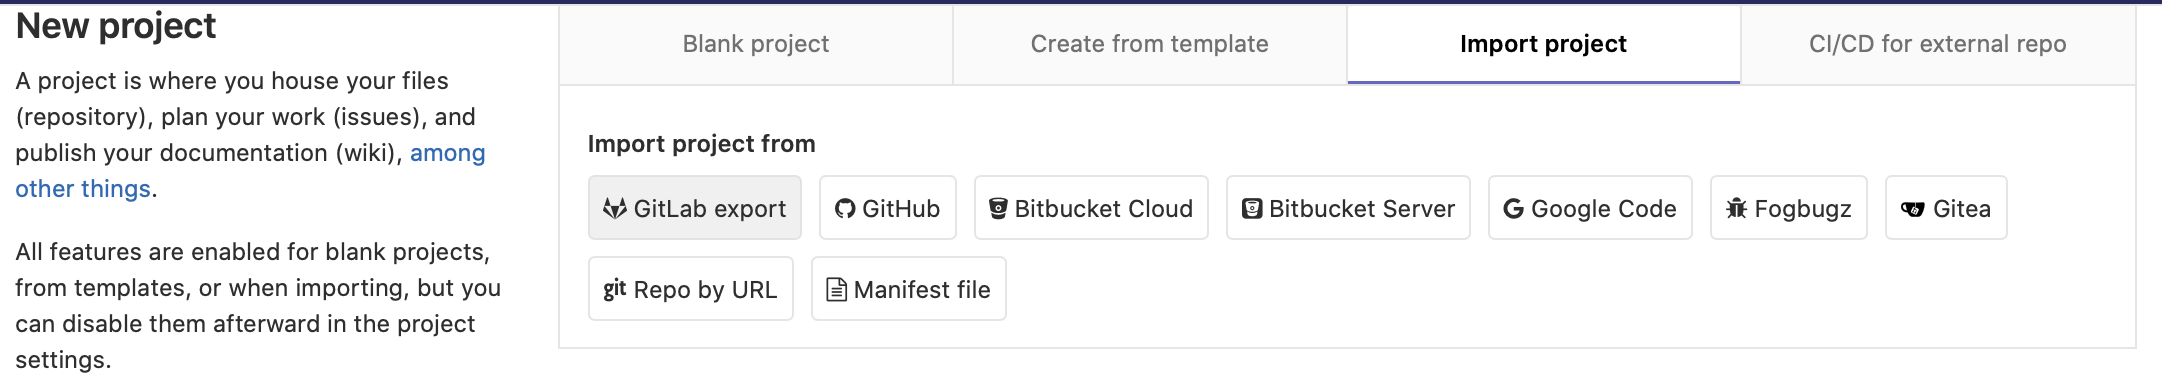 New project
A project is where you house your files
(repository), plan your work (issues), and
publish your documentation (wiki), among
other things.
All features are enabled for blank projects,
from templates, or when importing, but you
can disable them afterward in the project
settings.
Blank project
Create from template
Import project
CI/CD for external repo
Import project from
GitLab export
GitHub
Bitbucket Cloud
Bitbucket Server
Google Code
Fogbugz
Gitea
git Repo by URL
Manifest file